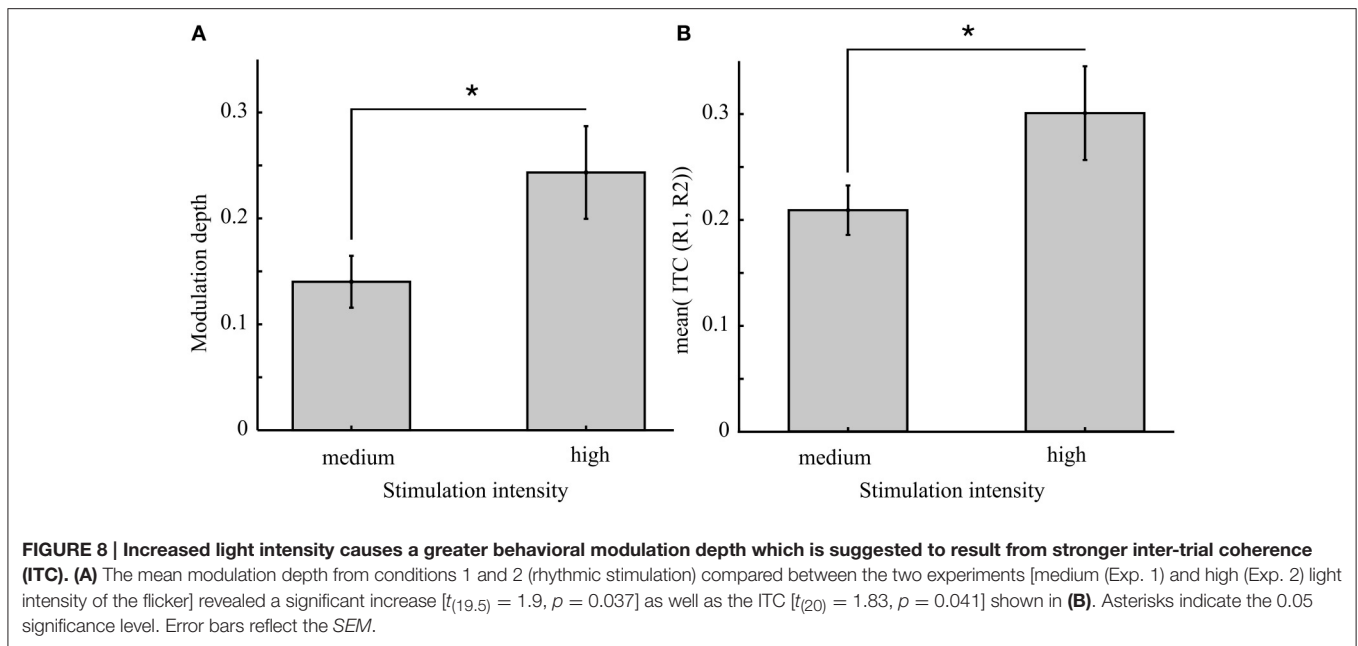 A
*
0.3
0.2
0.1
0
Modulation depth
medium
high
Stimulation intensity
B
*
0.3
0.2
0.1
0
mean( ITC (R1, R2))
medium
high
Stimulation intensity
FIGURE 8 | Increased light intensity causes a greater behavioral modulation depth which is suggested to result from stronger inter-trial coherence
(ITC). (A) The mean modulation depth from conditions 1 and 2 (rhythmic stimulation) compared between the two experiments [medium (Exp. 1) and high (Exp. 2) light
intensity of the flicker] revealed a significant increase [t(19.5) = 1.9, p = 0.037] as well as the ITC [t(20) = 1.83, p = 0.041] shown in (B). Asterisks indicate the 0.05
significance level. Error bars reflect the SEM.